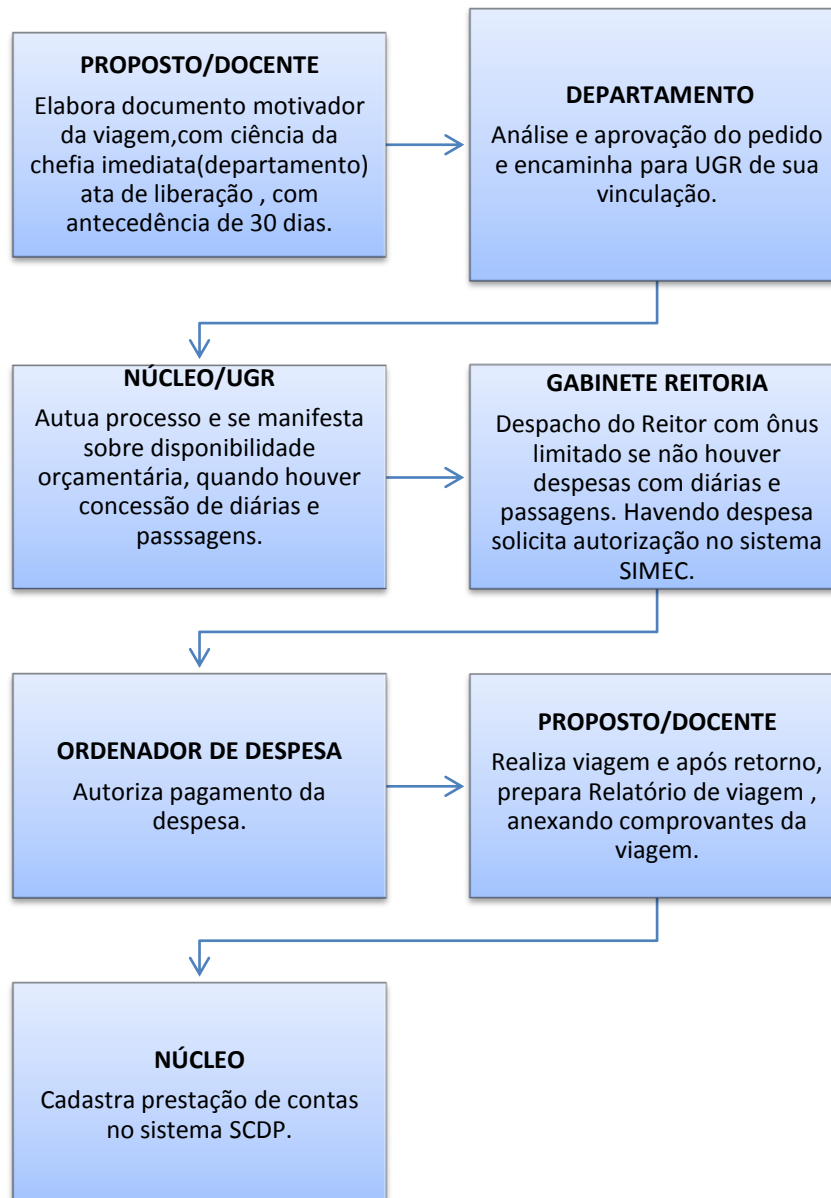 PROPOSTO/DOCENTE
Elabora documento motivador
da viagem,com ciência da
chefia imediata(departamento)
ata de liberação , com
antecedência de 30 dias.
DEPARTAMENTO
Análise e aprovação do pedido
e encaminha para UGR de sua
vinculação.
NÚCLEO/UGR
Autua processo e se manifesta
sobre disponibilidade
orçamentária, quando houver
concessão de diárias e
passsagens.
GABINETE REITORIA
Despacho do Reitor com ônus
limitado se não houver
despesas com diárias e
passagens. Havendo despesa
solicita autorização no sistema
SIMEC.
ORDENADOR DE DESPESA
Autoriza pagamento da
despesa.
PROPOSTO/DOCENTE
Realiza viagem e após retorno,
prepara Relatório de viagem ,
anexando comprovantes da
viagem.
NÚCLEO
Cadastra prestação de contas
no sistema SCDP.